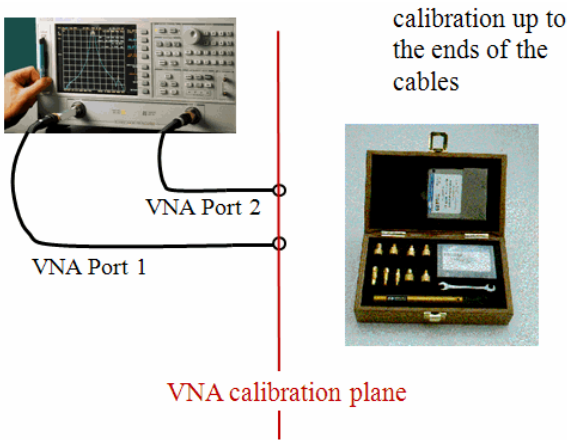 calibration up to
the ends of the
cables
VNA Port 2
VNA Port 1
VNA calibration plane